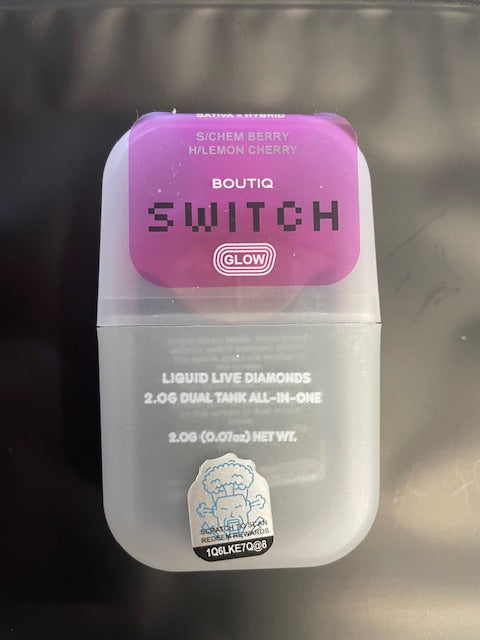 SATIVA x HYBRID
S/CHEM BERRY
H/LEMON CHERRY
BOUTIQ
SWITCH
GLOW
LIQUID LIVE DIAMONDS
2.0G DUAL TANK ALL-IN-ONE
2.0G (0.07oz) NET WT.
SCRATCH TO SCAN
REDEEM REWARDS
1Q6LKE7Q@8